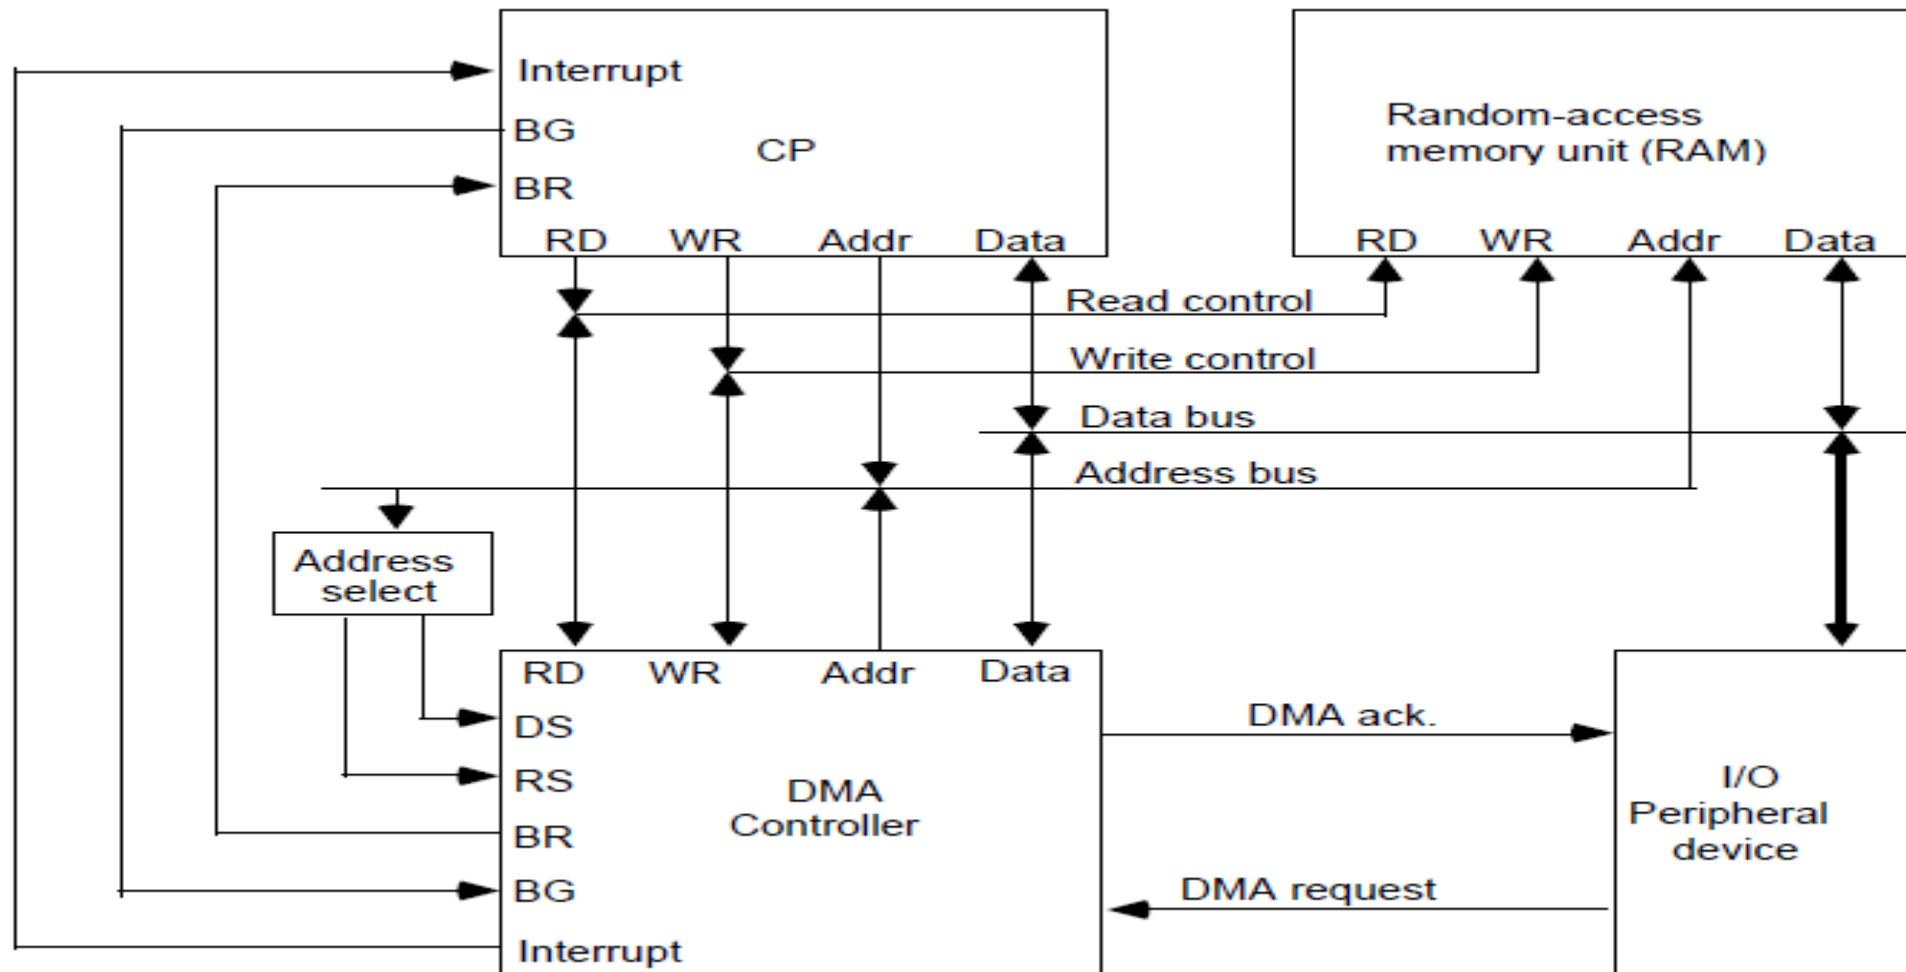 Interrupt
BG
CP
BR
RD WR Addr Data
Random-access
memory unit (RAM)
RD WR Addr Data
Read control
Write control
Data bus
Address bus
Address
select
RD WR Addr Data
DS
RS
BR
BG
Interrupt
DMA
Controller
DMA ack.
DMA request
I/O
Peripheral
device